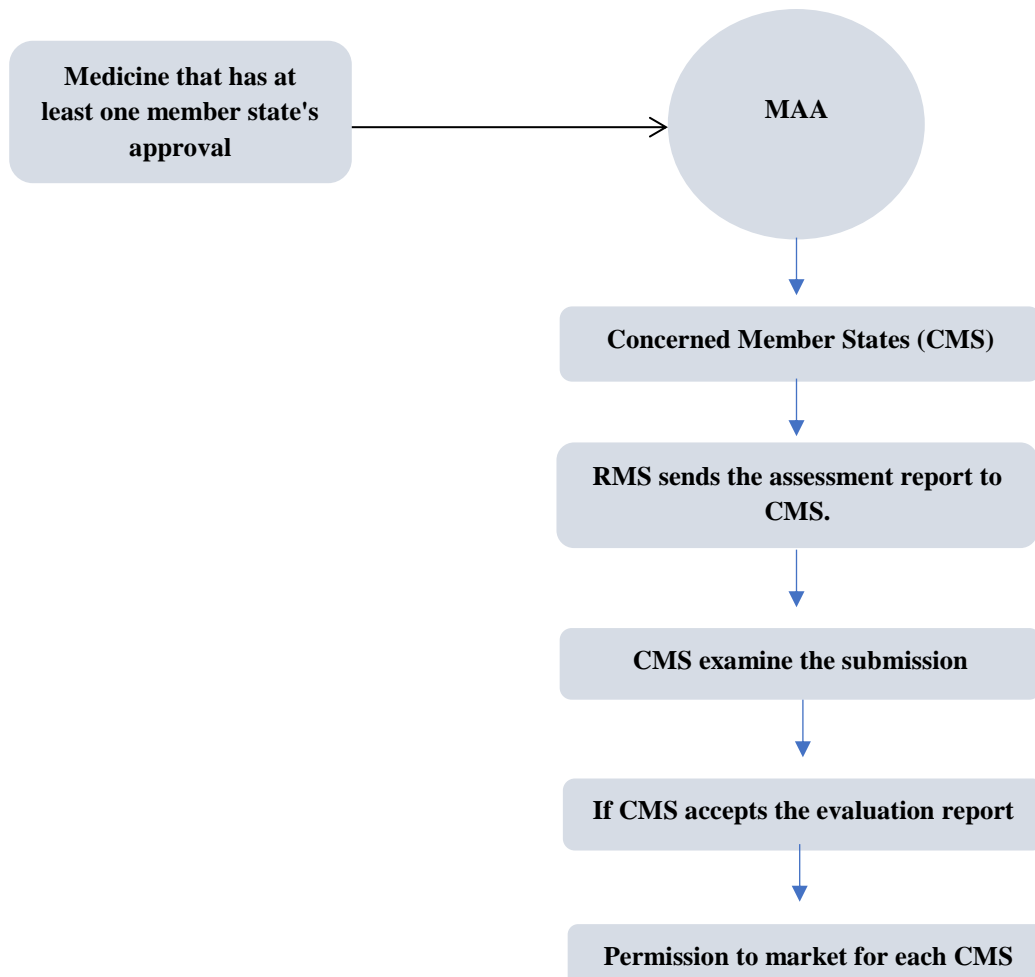 Medicine that has at
least one member state's
approval
MAA
Concerned Member States (CMS)
RMS sends the assessment report to
CMS.
CMS examine the submission
If CMS accepts the evaluation report
Permission to market for each CMS